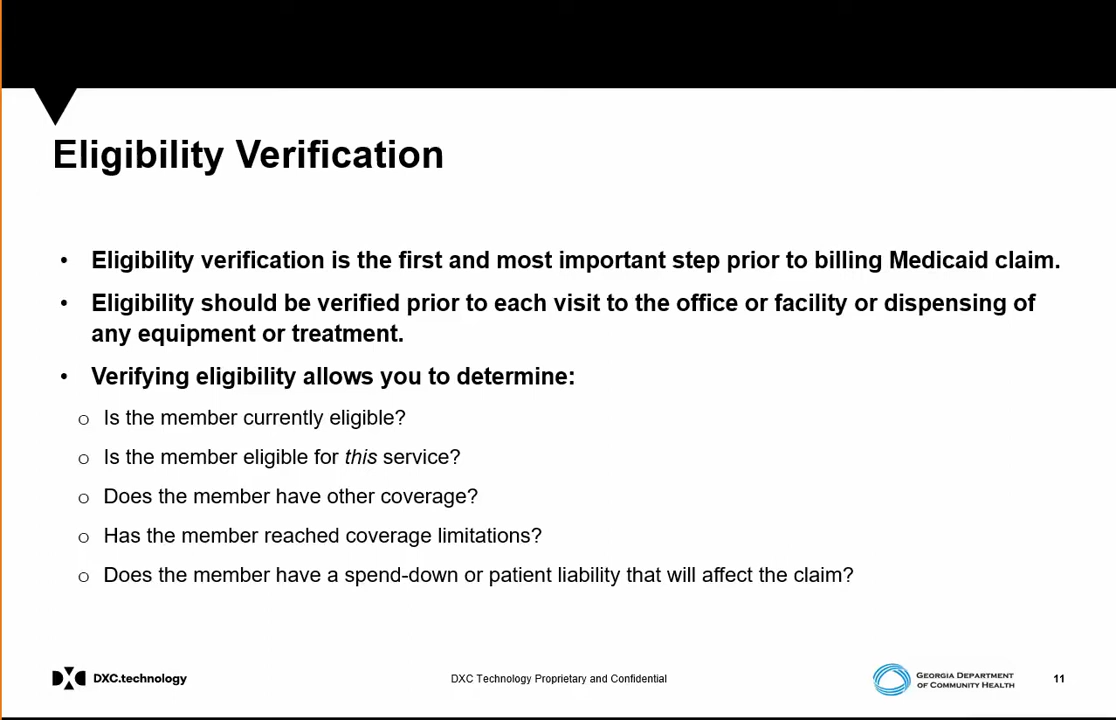 Eligibility Verification
• Eligibility verification is the first and most important step prior to billing Medicaid claim.
• Eligibility should be verified prior to each visit to the office or facility or dispensing of
any equipment or treatment.
• Verifying eligibility allows you to determine:
o Is the member currently eligible?
o Is the member eligible for this service?
o Does the member have other coverage?
o Has the member reached coverage limitations?
o Does the member have a spend-down or patient liability that will affect the claim?
DXC.technology
DXC Technology Proprietary and Confidential
GEORGIA DEPARTMENT
OF COMMUNITY HEALTH
11